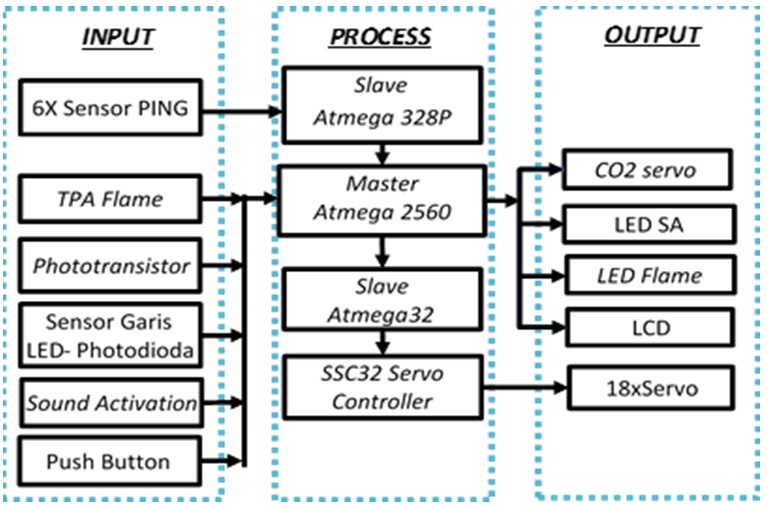 INPUT
6X Sensor PING
TPA Flame
Phototransistor
Sensor Garis
LED- Photodioda
Sound Activation
Push Button
PROCESS
Slave
Atmega 328P
Master
Atmega 2560
Slave
Atmega32
SSC32 Servo
Controller
OUTPUT
CO2 servo
LED SA
LED Flame
LCD
18xServo